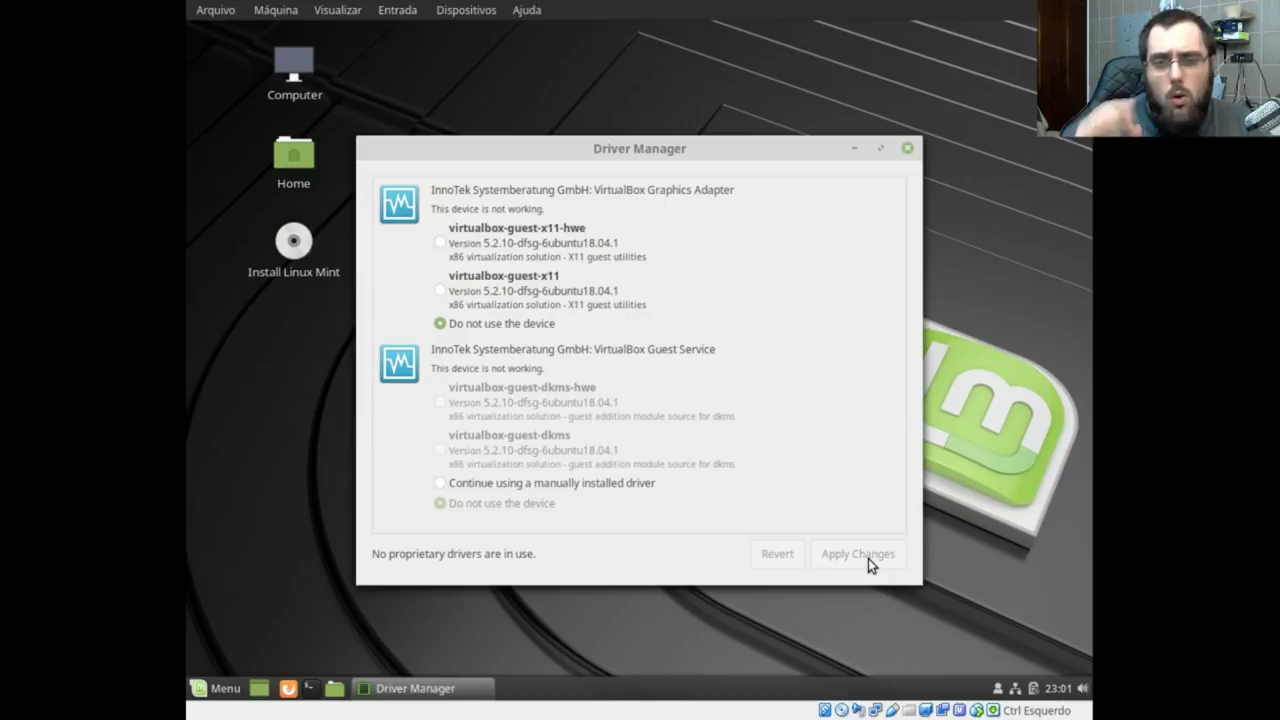 Arquivo Máquina Visualizar Entrada Dispositivos Ajuda
Computer
Home
Install Linux Mint
Driver Manager
InnoTek Systemberatung GmbH: VirtualBox Graphics Adapter
This device is not working.
virtualbox-guest-x11-hwe
Version 5.2.10-dfsg-6ubuntu18.04.1
x86 virtualization solution - X11 guest utilities
virtualbox-guest-x11
Version 5.2.10-dfsg-6ubuntu18.04.1
x86 virtualization solution - X11 guest utilities
Do not use the device
InnoTek Systemberatung GmbH: VirtualBox Guest Service
This device is not working.
virtualbox-guest-dkms-hwe
Version 5.2.10-dfsg-6ubuntu18.04.1
x86 virtualization solution - guest addition module source for dkms
virtualbox-guest-dkms
Version 5.2.10-dfsg-6ubuntu18.04.1
x86 virtualization solution - guest addition module source for dkms
Continue using a manually installed driver
Do not use the device
No proprietary drivers are in use.
Revert Apply Changes
Menu Driver Manager 23:01
Ctrl Esquerdo